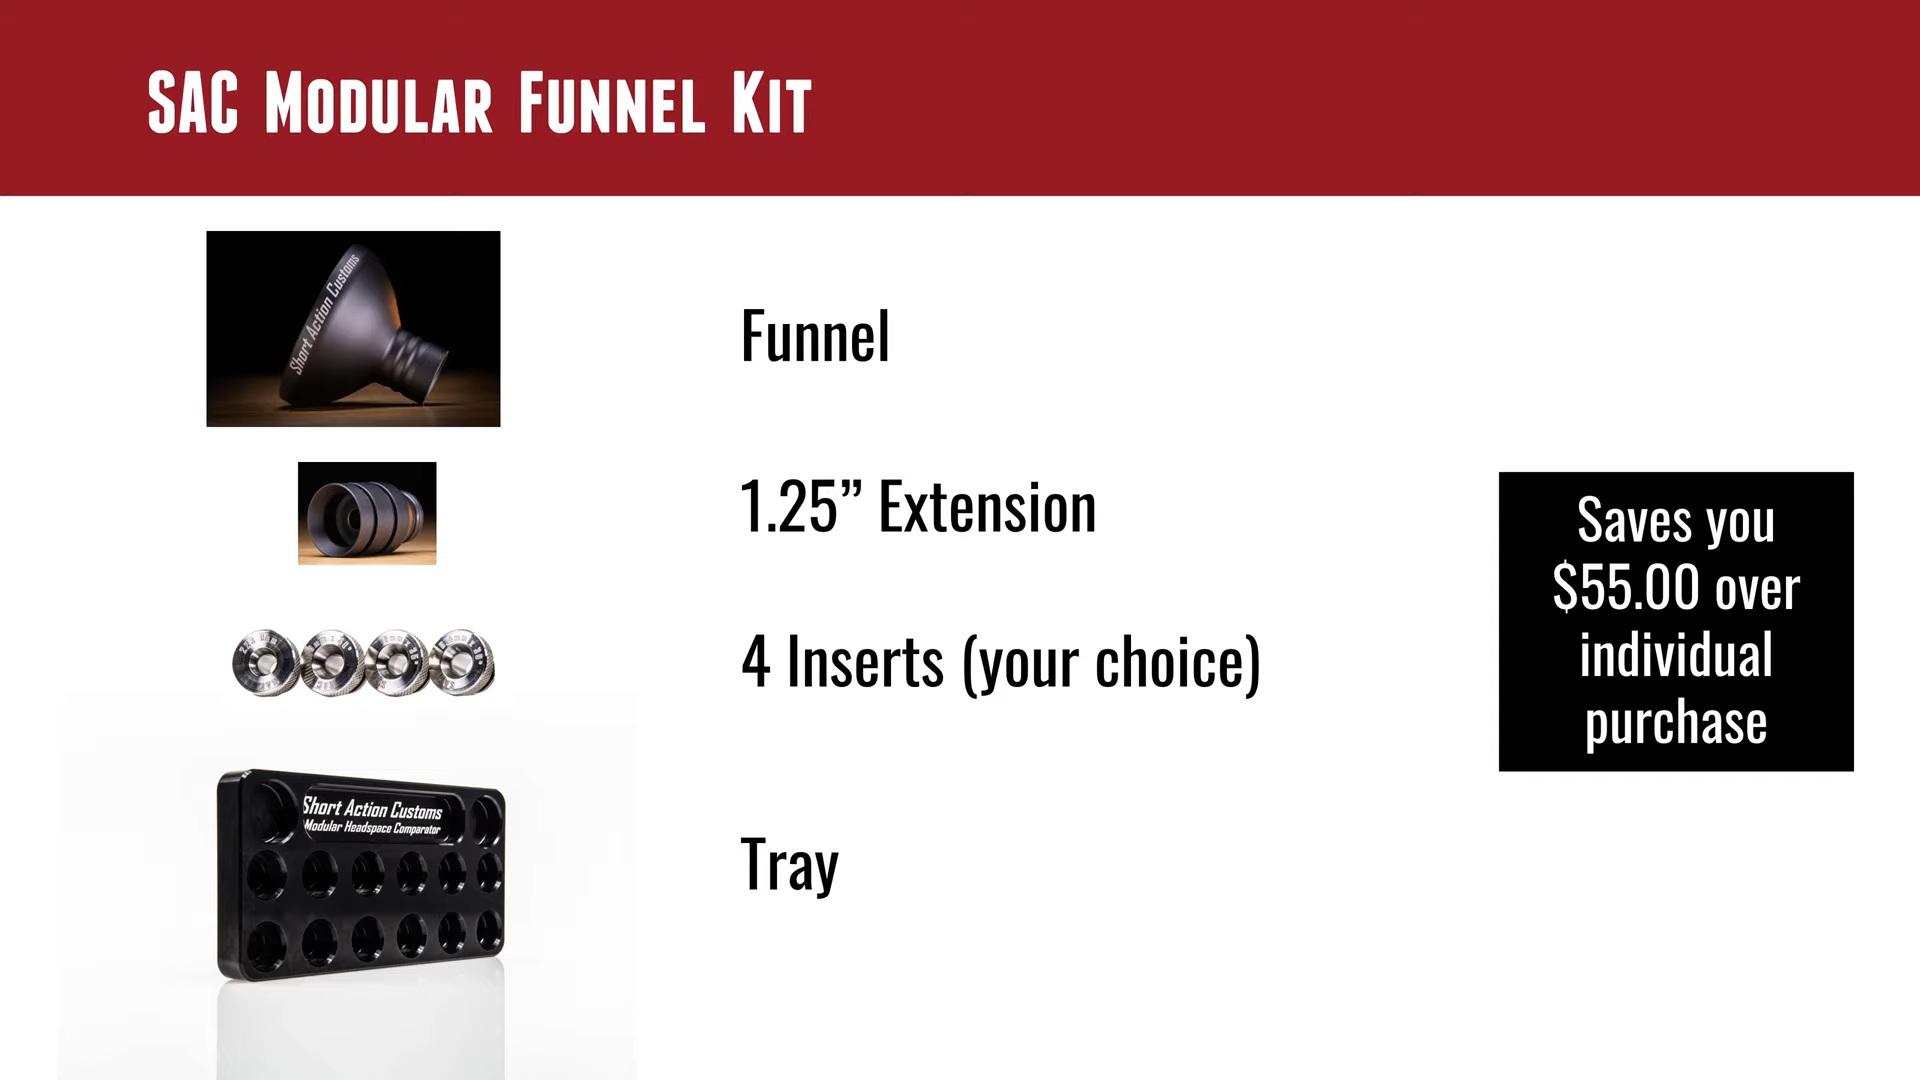 SAC Modular Funnel Kit
Short Action Customs
Funnel
1.25” Extension
4 Inserts (your choice)
Short Action Customs
Modular Headspace Comparator
Tray
Saves you
$55.00 over
individual
purchase